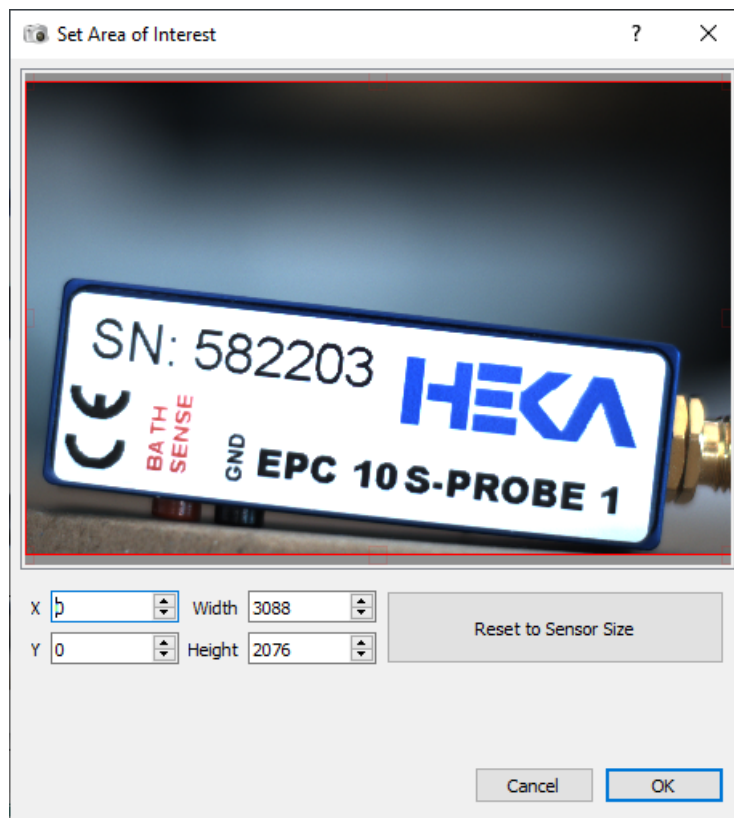 Set Area of Interest
?
SN: 582203
HEKA
CE
BATH
SENSE
GND
EPC 10 S-PROBE 1
X
Width 3088
Reset to Sensor Size
Y 0
Height 2076
Cancel
OK